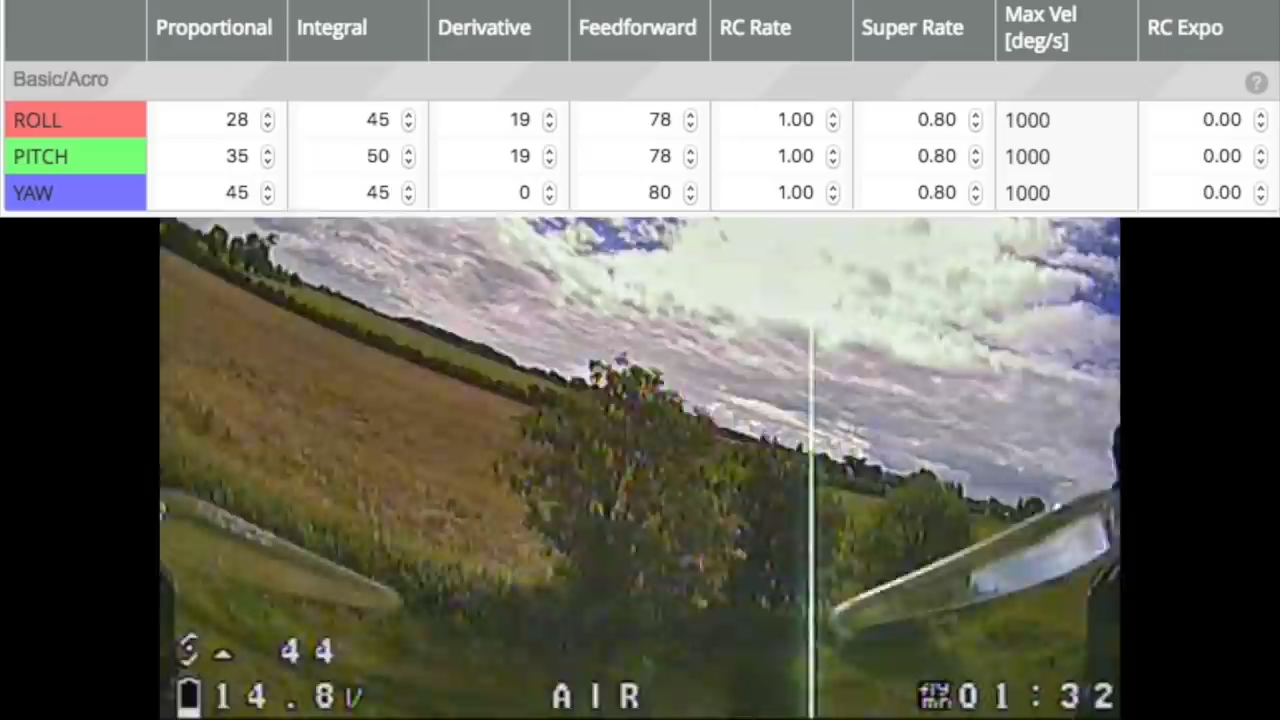 Proportional Integral Derivative Feedforward RC Rate Super Rate Max Vel [deg/s] RC Expo
Basic/Acro ?
ROLL 28 45 19 78 1.00 0.80 1000 0.00
PITCH 35 50 19 78 1.00 0.80 1000 0.00
YAW 45 45 0 80 1.00 0.80 1000 0.00
44
14.8V AIR FLY MN 01:32